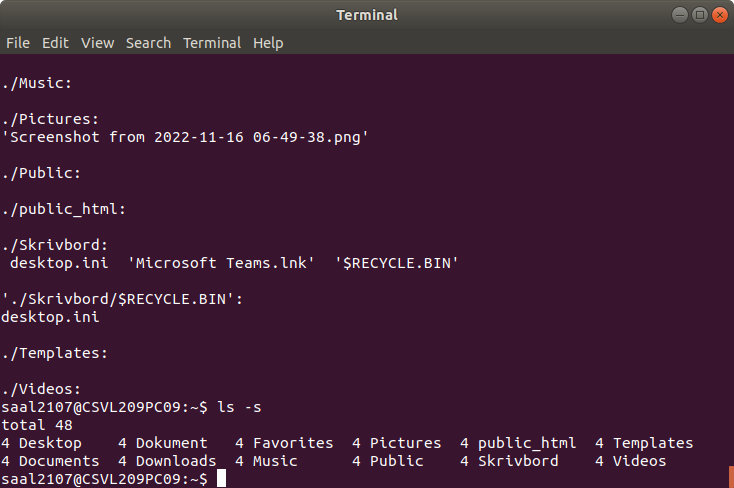 Terminal
File Edit View Search Terminal Help
./Music:
./Pictures:
'Screenshot from 2022-11-16 06-49-38.png'
./Public:
./public_html:
./Skrivbord:
desktop.ini 'Microsoft Teams.lnk' '$RECYCLE.BIN'
'./Skrivbord/$RECYCLE.BIN':
desktop.ini
./Templates:
./Videos:
saal2107@CSVL209PC09:~$ ls -s
total 48
4 Desktop 4 Dokument 4 Favorites 4 Pictures 4 public_html 4 Templates
4 Documents 4 Downloads 4 Music 4 Public 4 Skrivbord 4 Videos
saal2107@CSVL209PC09:~$